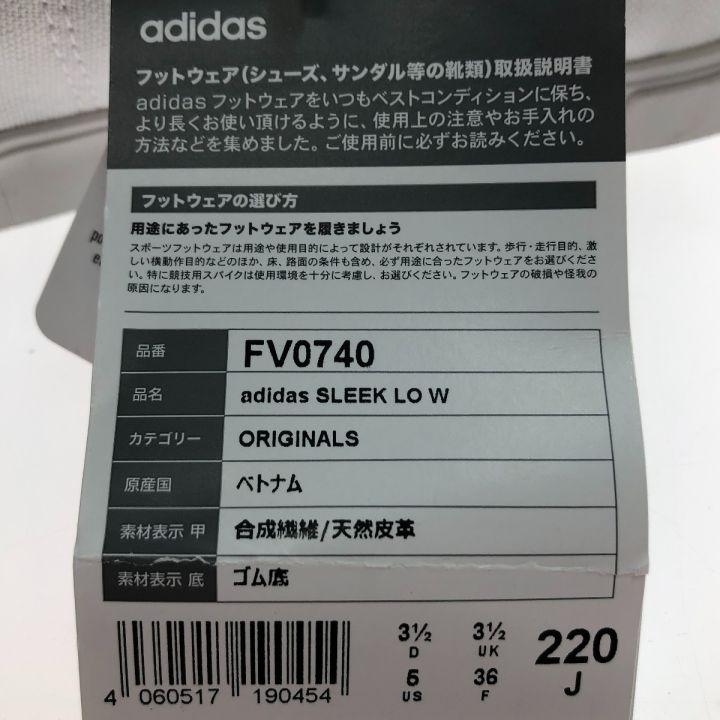 adidas
フットウェア(シューズ、サンダル等の靴類)取扱説明書
adidas フットウェアをいつもベストコンディションに保ち、
より長くお使い頂けるように、使用上の注意やお手入れの
方法などを集めました。ご使用前に必ずお読みください。
フットウェアの選び方
用途にあったフットウェアを履きましょう
スポーツフットウェアは用途や使用目的によって設計がそれぞれされています。歩行・走行目的、激
しい横動作目的などのほか、床、路面の条件も含め、必ず用途に合ったフットウェアをお選びくださ
い。特に競技用スパイクは使用環境を十分に考慮し、お選びください。フットウェアの破損や怪我の
原因になります。
品番 FV0740
品名 adidas SLEEK LO W
カテゴリー ORIGINALS
原産国 ベトナム
素材表示 甲 合成繊維/天然皮革
素材表示 底 ゴム底
3½ 3½ 220
D UK J
5 36
US F
4 060517 190454